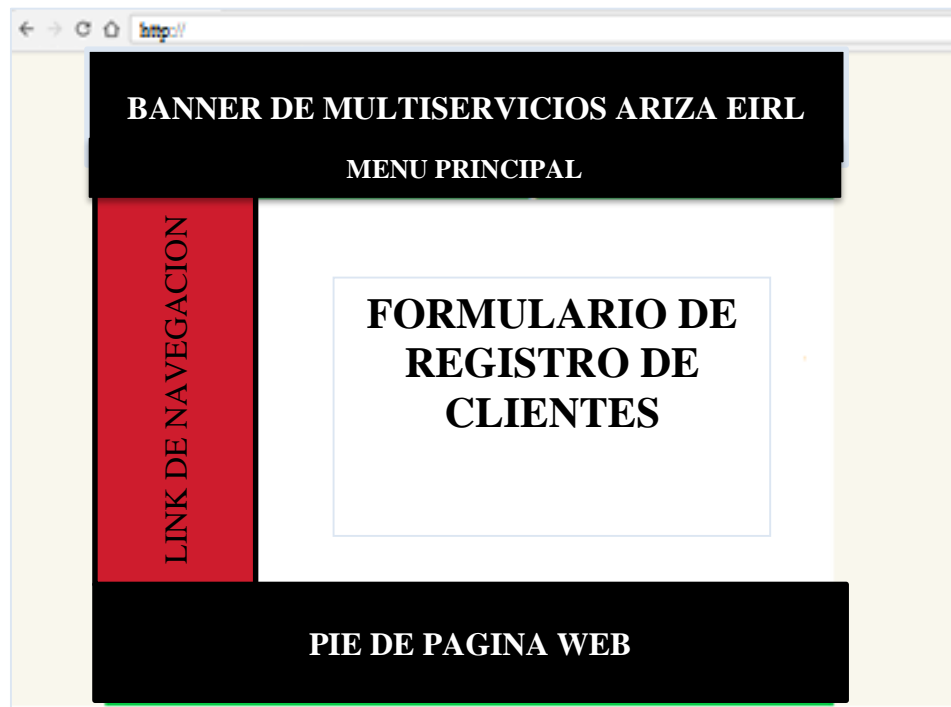 http://
BANNER DE MULTISERVICIOS ARIZA EIRL
MENU PRINCIPAL
LINK DE NAVEGACION
FORMULARIO DE
REGISTRO DE
CLIENTES
PIE DE PAGINA WEB